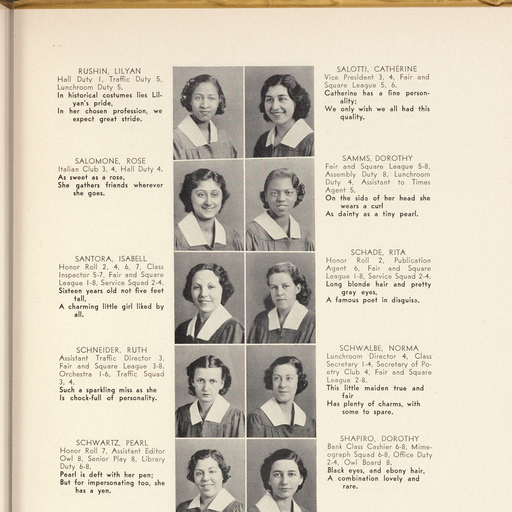 RUSHIN, LILYAN
Hall Duty 1, Traffic Duty 5,
Lunchroom Duty 5,
In historical costumes lies Lil-
yan's pride,
In her chosen profession, we
expect great stride.
SALOMONE, ROSE
Italian Club 3, 4, Hall Duty 4.
As sweet as a rose,
She gathers friends wherever
she goes.
SANTORA, ISABELL
Honor Roll 2, 4, 6, 7, Class
Inspector 5-7, Fair and Square
League 1-8, Service Squad 2-4.
Sixteen years old not five feet
tall,
A charming little girl liked by
all.
SCHNEIDER, RUTH
Assistant Traffic Director 3,
Fair and Square League 3-8,
Orchestra 1-6, Traffic Squad
3, 4.
Such a sparkling miss as she
Is chock-full of personality.
SCHWARTZ, PEARL
Honor Roll 7, Assistant Editor
Owl 8, Senior Play 8, Library
Duty 6-8.
Pearl is deft with her pen;
But for impersonating too, she
has a yen.
SALOTTI, CATHERINE
Vice President 3, 4, Fair and
Square League 5, 6.
Catherine has a fine person-
ality;
We only wish we all had this
quality.
SAMMS, DOROTHY
Fair and Square League 5-8,
Assembly Duty 8, Lunchroom
Duty 4, Assistant to Times
Agent 5.
On the side of her head she
wears a curl
As dainty as a tiny pearl.
SCHADE, RITA
Honor Roll 2, Publication
Agent 6, Fair and Square
League 1-8, Service Squad 2-4.
Long blonde hair and pretty
gray eyes,
A famous poet in disguise.
SCHWALBE, NORMA
Lunchroom Director 4, Class
Secretary 1-4, Secretary of Po-
etry Club 4, Fair and Square
League 2-8.
This little maiden true and
fair
Has plenty of charms, with
some to spare.
SHAPIRO, DOROTHY
Bank Class Cashier 6-8, Mime-
ograph Squad 6-8, Office Duty
2-4, Owl Board 8.
Black eyes, and ebony hair,
A combination lovely and
rare.